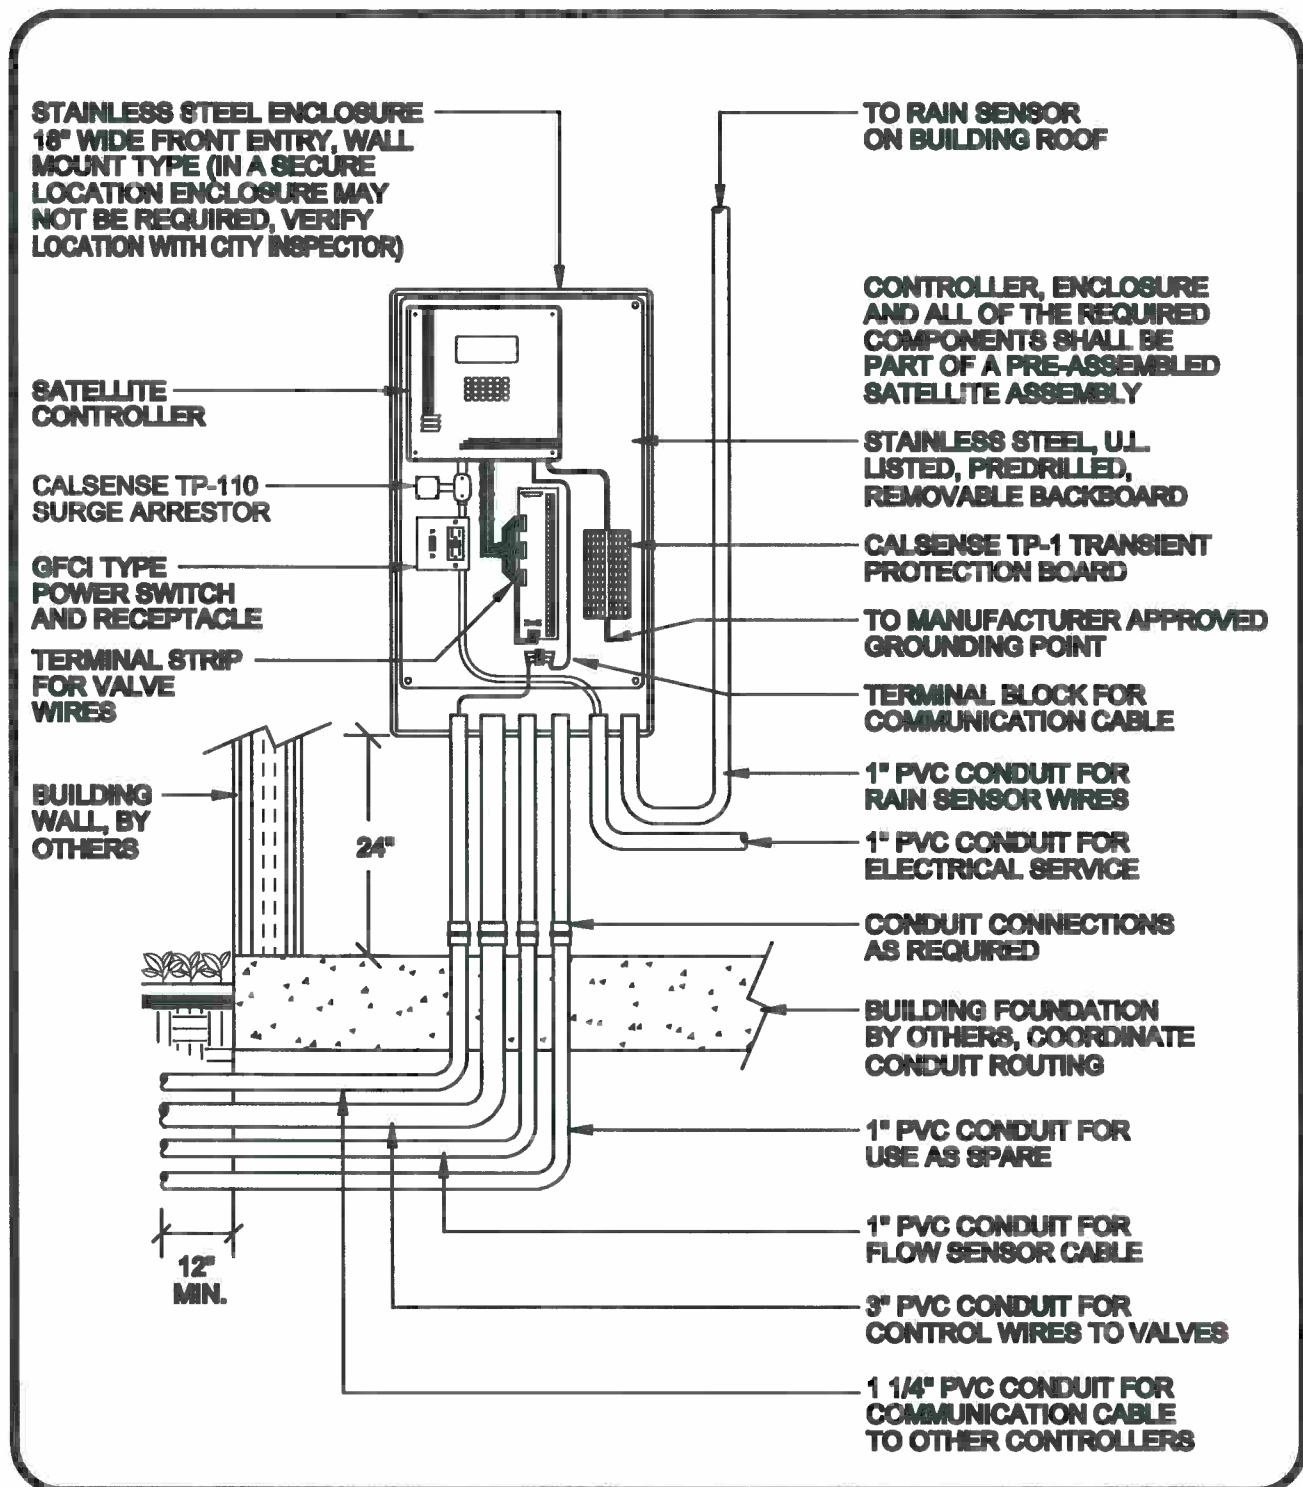 STAINLESS STEEL ENCLOSURE
18" WIDE FRONT ENTRY, WALL
MOUNT TYPE (IN A SECURE
LOCATION ENCLOSURE MAY
NOT BE REQUIRED, VERIFY
LOCATION WITH CITY INSPECTOR)
SATELLITE
CONTROLLER
CALSENSE TP-110
SURGE ARRESTOR
GFCI TYPE
POWER SWITCH
AND RECEPTACLE
TERMINAL STRIP
FOR VALVE
WIRES
BUILDING
WALL, BY
OTHERS
24"
12"
MIN.
TO RAIN SENSOR
ON BUILDING ROOF
CONTROLLER, ENCLOSURE
AND ALL OF THE REQUIRED
COMPONENTS SHALL BE
PART OF A PRE-ASSEMBLED
SATELLITE ASSEMBLY
STAINLESS STEEL, U.L.
LISTED, PREDRILLED,
REMOVABLE BACKBOARD
CALSENSE TP-1 TRANSIENT
PROTECTION BOARD
TO MANUFACTURER APPROVED
GROUNDING POINT
TERMINAL BLOCK FOR
COMMUNICATION CABLE
1" PVC CONDUIT FOR
RAIN SENSOR WIRES
1" PVC CONDUIT FOR
ELECTRICAL SERVICE
CONDUIT CONNECTIONS
AS REQUIRED
BUILDING FOUNDATION
BY OTHERS, COORDINATE
CONDUIT ROUTING
1" PVC CONDUIT FOR
USE AS SPARE
1" PVC CONDUIT FOR
FLOW SENSOR CABLE
3" PVC CONDUIT FOR
CONTROL WIRES TO VALVES
1 1/4" PVC CONDUIT FOR
COMMUNICATION CABLE
TO OTHER CONTROLLERS